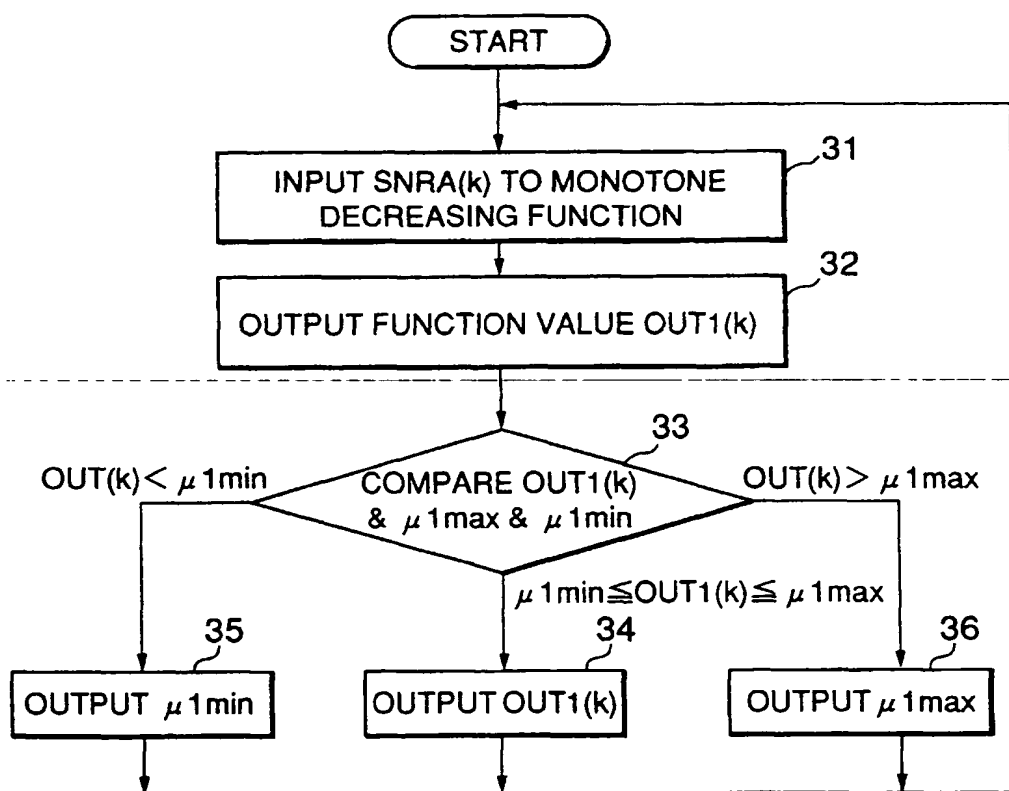 START
31
INPUT SNRA(k) TO MONOTONE
DECREASING FUNCTION
32
OUTPUT FUNCTION VALUE OUT1(k)
33
OUT(k)< μ1min
COMPARE OUT1(k)
& μ1max & μ1min
OUT(k)> μ1max
μ1min≦OUT1(k)≦ μ1max
35
34
36
OUTPUT μ1min
OUTPUT OUT1(k)
OUTPUT μ1max